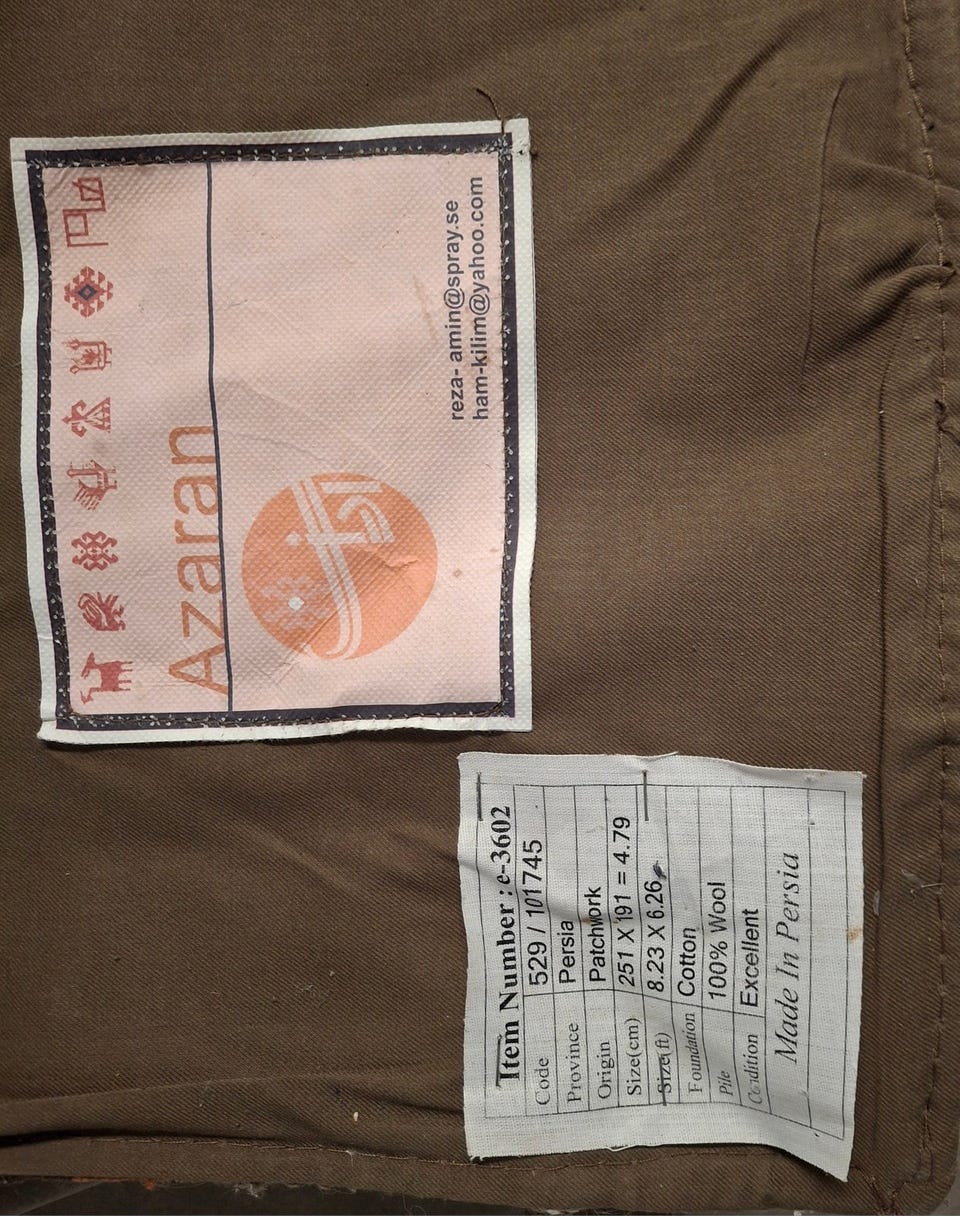 Azaran
reza- amin@spray.se
ham-kilim@yahoo.com
Item Number : e-3602
Code 529 / 101745
Province Persia
Origin Patchwork
Size(cm) 251 X 191 = 4.79
Size(ft) 8.23 X 6.26
Foundation Cotton
Pile 100% Wool
Condition Excellent
Made In Persia